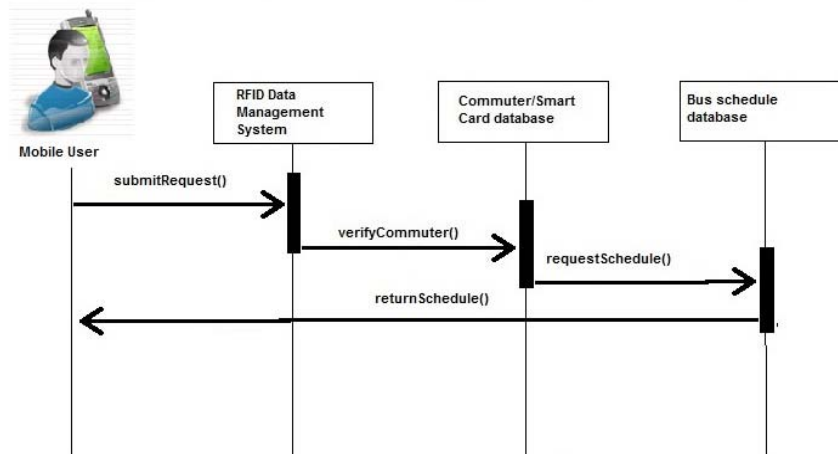 RFID Data
Management
System
Commuter/Smart
Card database
Bus schedule
database
Mobile User
submitRequest()
verifyCommuter()
requestSchedule()
returnSchedule()